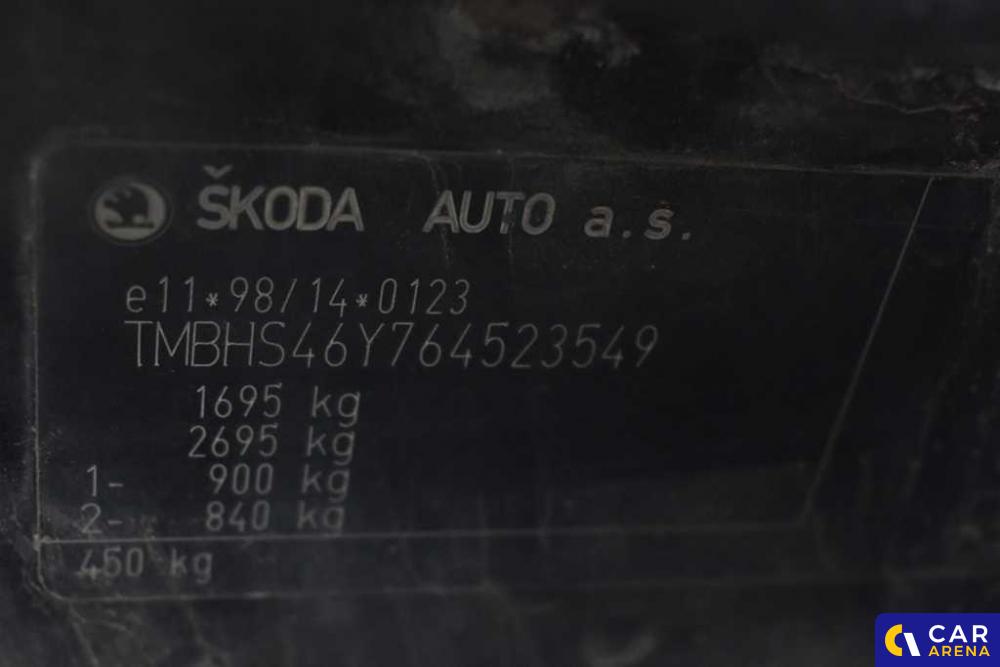 ŠKODA AUTO a.s.
e11*98/14*0123
TMBHS46Y764523549
1695 kg
2695 kg
1- 900 kg
2- 840 kg
450 kg
CAR
ARENA